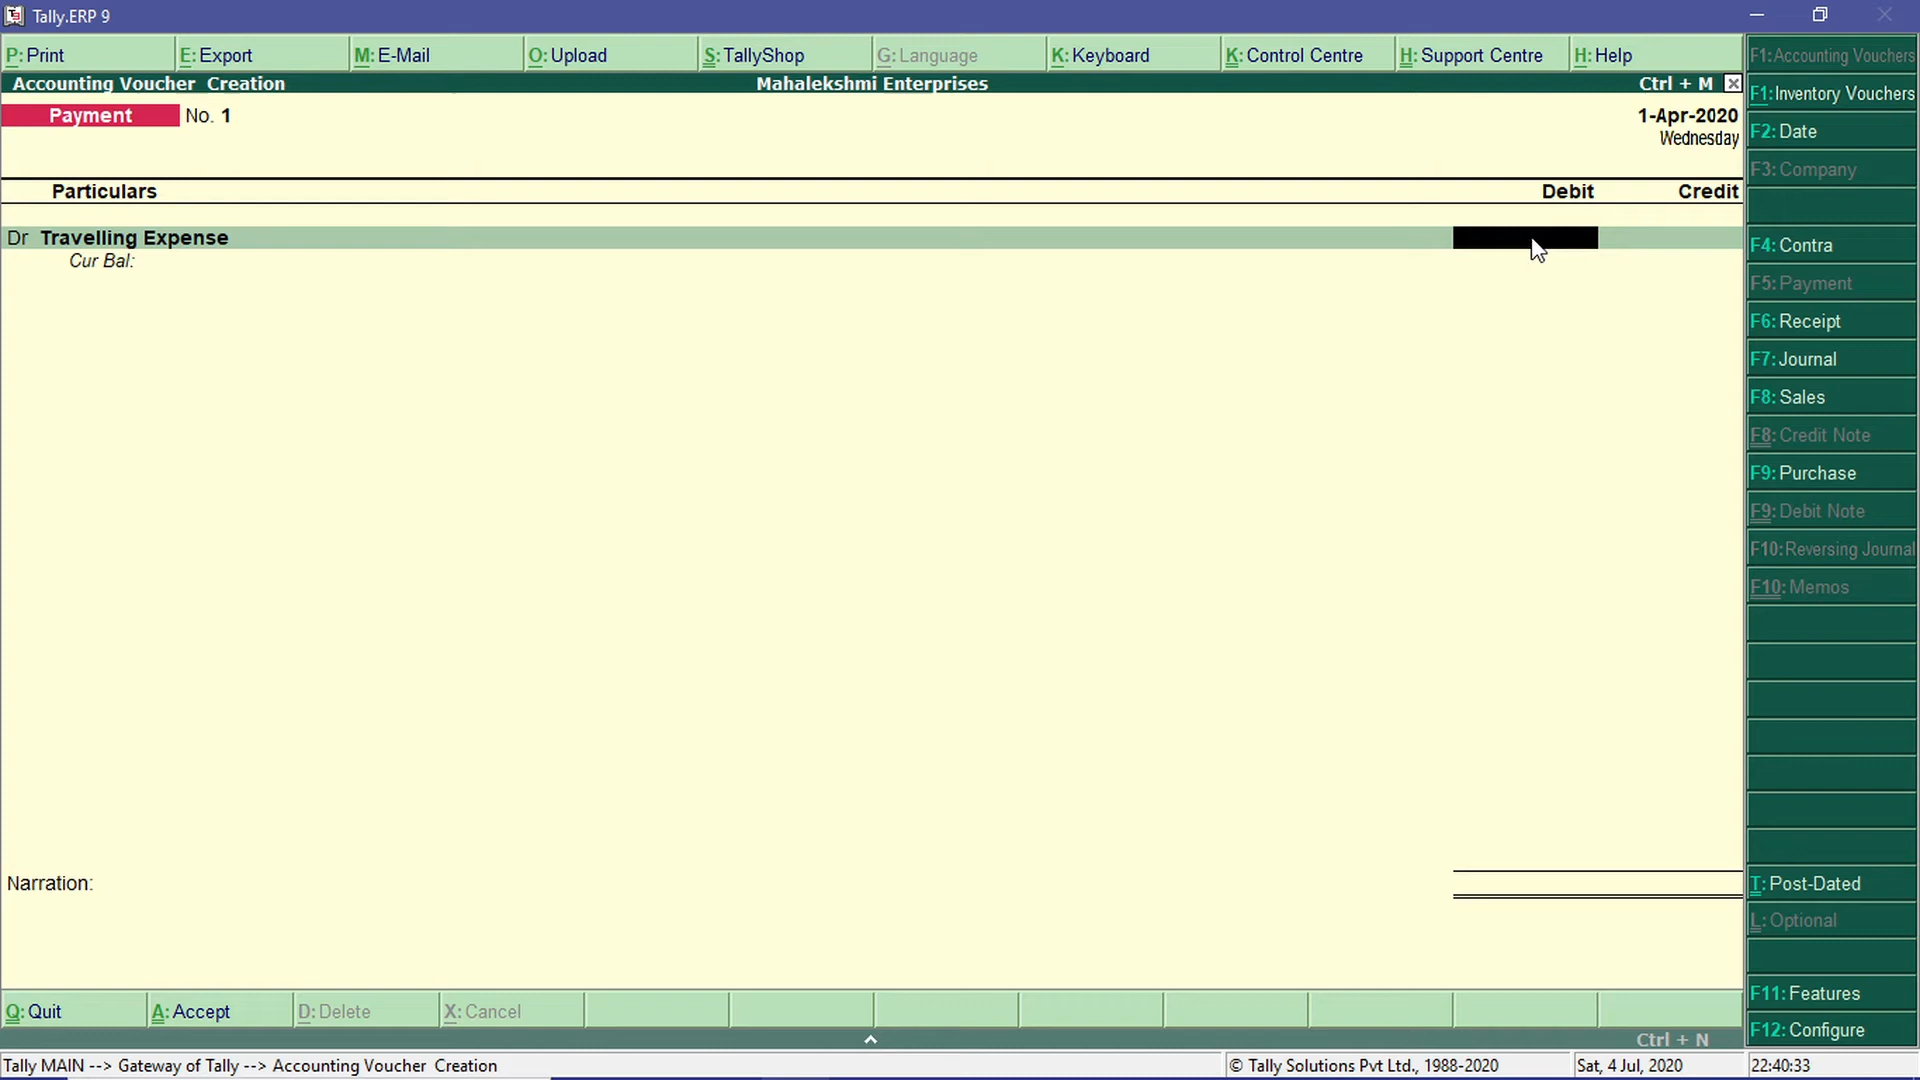 Tally.ERP 9
P: Print
E: Export
M: E-Mail
O: Upload
S: TallyShop
G: Language
K: Keyboard
K: Control Centre
H: Support Centre
H: Help
Accounting Voucher Creation
Mahalekshmi Enterprises
Ctrl + M
Payment No. 1
1-Apr-2020
Wednesday
Particulars
Debit
Credit
Dr Travelling Expense
Cur Bal:
Narration:
F1: Accounting Vouchers
F1: Inventory Vouchers
F2: Date
F3: Company
F4: Contra
F5: Payment
F6: Receipt
F7: Journal
F8: Sales
F8: Credit Note
F9: Purchase
F9: Debit Note
F10: Reversing Journal
F10: Memos
T: Post-Dated
L: Optional
F11: Features
F12: Configure
Q: Quit
A: Accept
D: Delete
X: Cancel
Ctrl + N
Tally MAIN --> Gateway of Tally --> Accounting Voucher Creation
© Tally Solutions Pvt Ltd., 1988-2020
Sat, 4 Jul, 2020
22:40:33